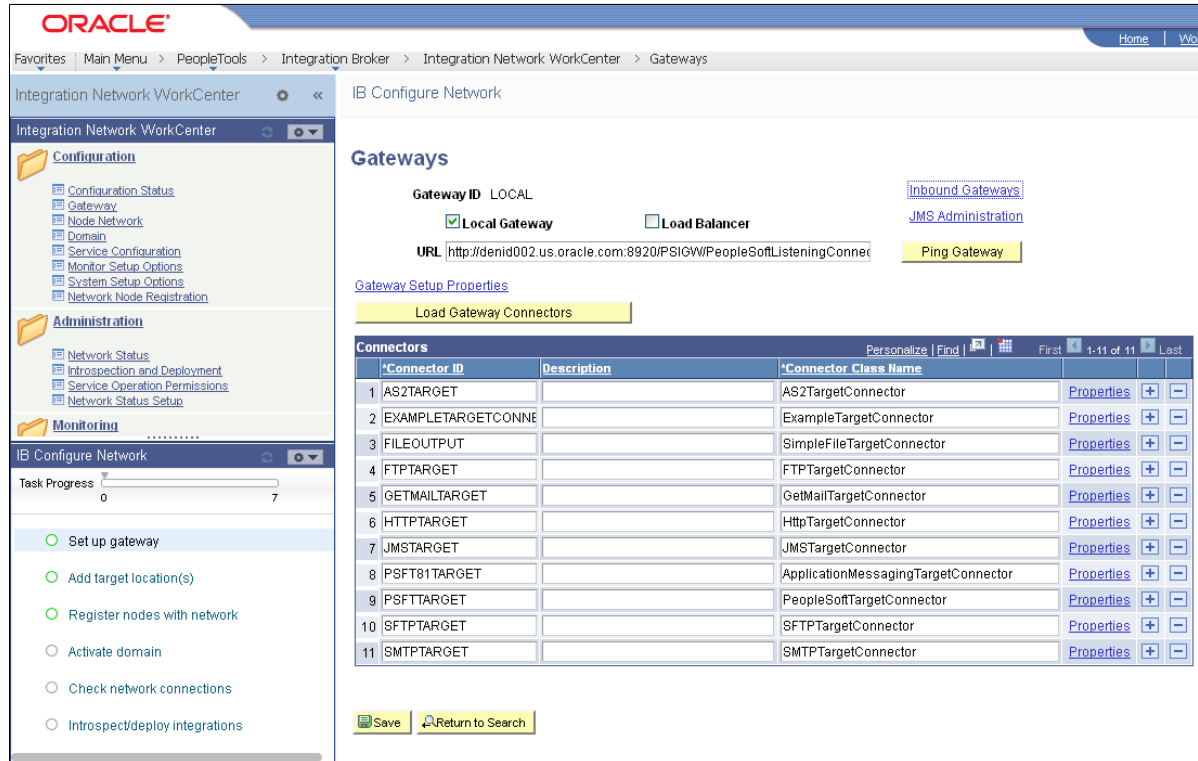 ORACLE®
Home | Wo
Favorites | Main Menu > PeopleTools > Integration Broker > Integration Network WorkCenter > Gateways
Integration Network WorkCenter «
Integration Network WorkCenter
Configuration
Configuration Status
Gateway
Node Network
Domain
Service Configuration
Monitor Setup Options
System Setup Options
Network Node Registration
Administration
Network Status
Introspection and Deployment
Service Operation Permissions
Network Status Setup
Monitoring
IB Configure Network
Task Progress
0 7
Set up gateway
Add target location(s)
Register nodes with network
Activate domain
Check network connections
Introspect/deploy integrations
IB Configure Network
Gateways
Gateway ID LOCAL
Inbound Gateways
Local Gateway Load Balancer
JMS Administration
URL http://denid002.us.oracle.com:8920/PSIGW/PeopleSoftListeningConnec
Ping Gateway
Gateway Setup Properties
Load Gateway Connectors
Connectors Personalize | Find | | First 1-11 of 11 Last
*Connector ID Description *Connector Class Name
1 AS2TARGET AS2TargetConnector Properties + -
2 EXAMPLETARGETCONNE ExampleTargetConnector Properties + -
3 FILEOUTPUT SimpleFileTargetConnector Properties + -
4 FTPTARGET FTPTargetConnector Properties + -
5 GETMAILTARGET GetMailTargetConnector Properties + -
6 HTTPTARGET HttpTargetConnector Properties + -
7 JMSTARGET JMSTargetConnector Properties + -
8 PSFT81TARGET ApplicationMessagingTargetConnector Properties + -
9 PSFTTARGET PeopleSoftTargetConnector Properties + -
10 SFTPTARGET SFTPTargetConnector Properties + -
11 SMTPTARGET SMTPTargetConnector Properties + -
Save Return to Search